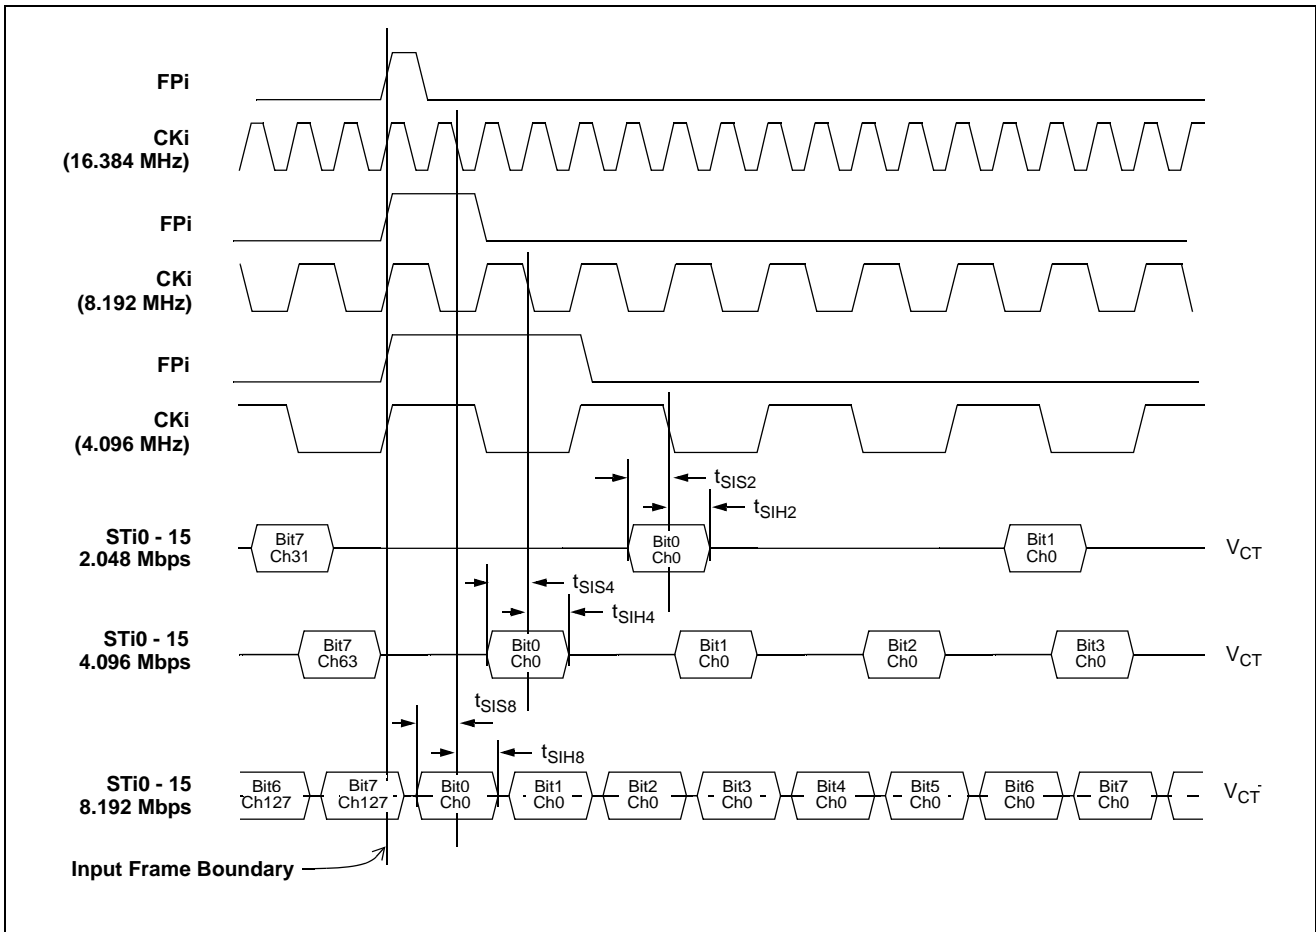 FPi
CKi
(16.384 MHz)
FPi
CKi
(8.192 MHz)
FPi
CKi
(4.096 MHz)
tSIS2
tSIH2
STi0 - 15
2.048 Mbps
Bit7
Ch31
Bit0
Ch0
Bit1
Ch0
VCT
tSIS4
tSIH4
STi0 - 15
4.096 Mbps
Bit7
Ch63
Bit0
Ch0
Bit1
Ch0
Bit2
Ch0
Bit3
Ch0
VCT
tSIS8
tSIH8
STi0 - 15
8.192 Mbps
Bit6
Ch127
Bit7
Ch127
Bit0
Ch0
Bit1
Ch0
Bit2
Ch0
Bit3
Ch0
Bit4
Ch0
Bit5
Ch0
Bit6
Ch0
Bit7
Ch0
VCT
Input Frame Boundary